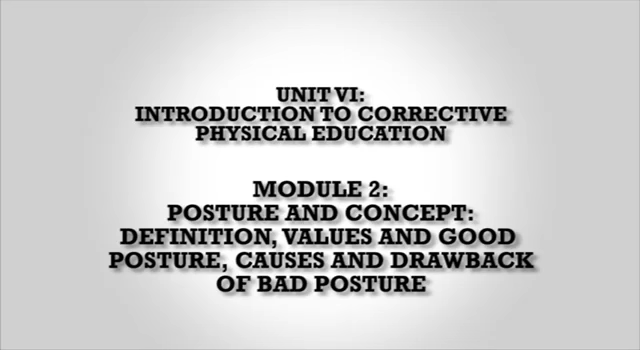 UNIT VI:
INTRODUCTION TO CORRECTIVE
PHYSICAL EDUCATION
MODULE 2:
POSTURE AND CONCEPT:
DEFINITION, VALUES AND GOOD
POSTURE, CAUSES AND DRAWBACK
OF BAD POSTURE